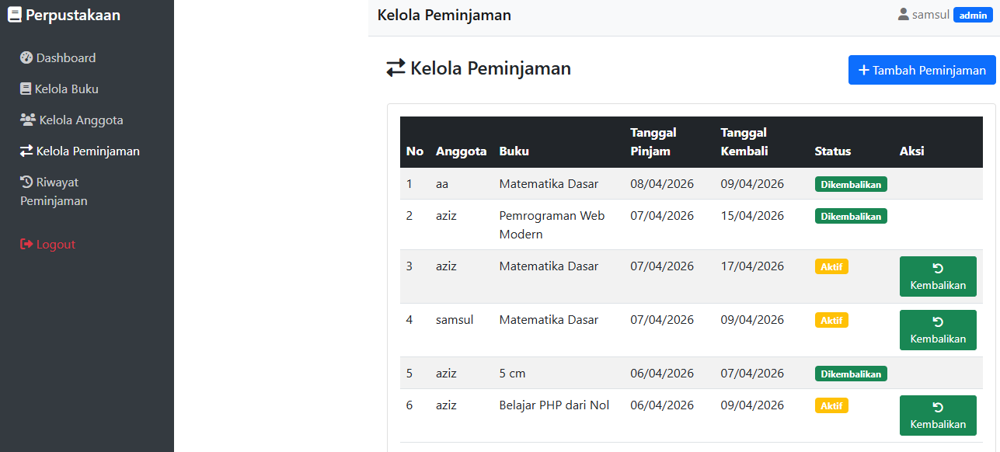 Perpustakaan
Dashboard
Kelola Buku
Kelola Anggota
Kelola Peminjaman
Riwayat
Peminjaman
Logout
Kelola Peminjaman
samsul admin
Kelola Peminjaman
Tambah Peminjaman
No Anggota Buku Tanggal Pinjam Tanggal Kembali Status Aksi
1 aa Matematika Dasar 08/04/2026 09/04/2026 Dikembalikan
2 aziz Pemrograman Web Modern 07/04/2026 15/04/2026 Dikembalikan
3 aziz Matematika Dasar 07/04/2026 17/04/2026 Aktif Kembalikan
4 samsul Matematika Dasar 07/04/2026 09/04/2026 Aktif Kembalikan
5 aziz 5 cm 06/04/2026 07/04/2026 Dikembalikan
6 aziz Belajar PHP dari Nol 06/04/2026 09/04/2026 Aktif Kembalikan